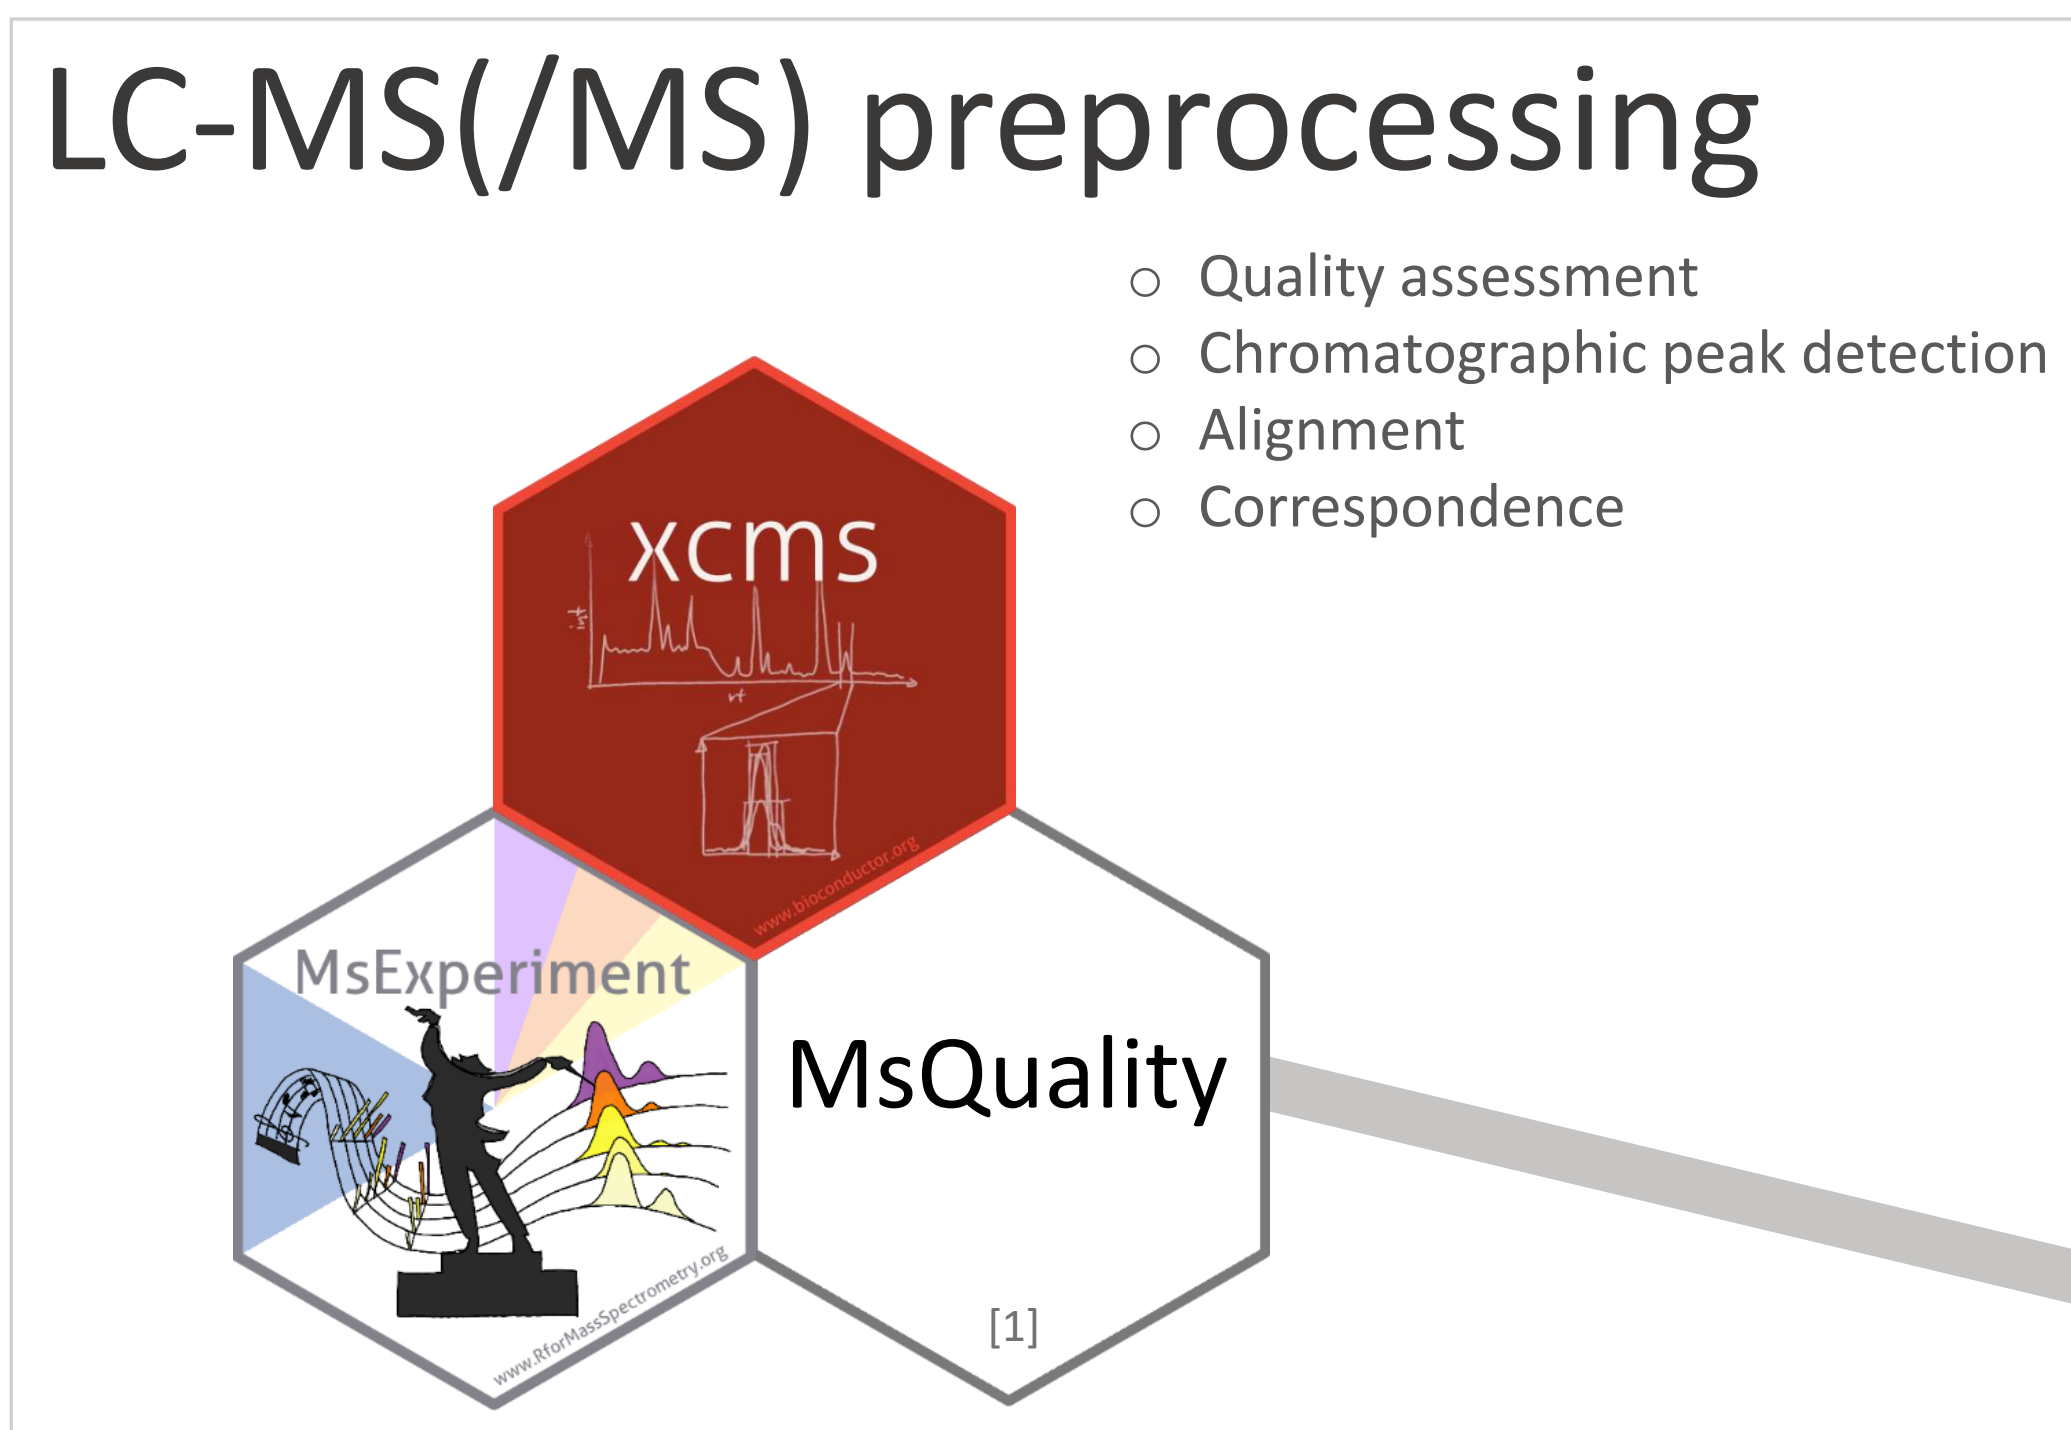 LC-MS(/MS) preprocessing
○ Quality assessment
○ Chromatographic peak detection
○ Alignment
○ Correspondence
xcms
int
rt
www.bioconductor.org
MsExperiment
www.RforMassSpectrometry.org
MsQuality
[1]